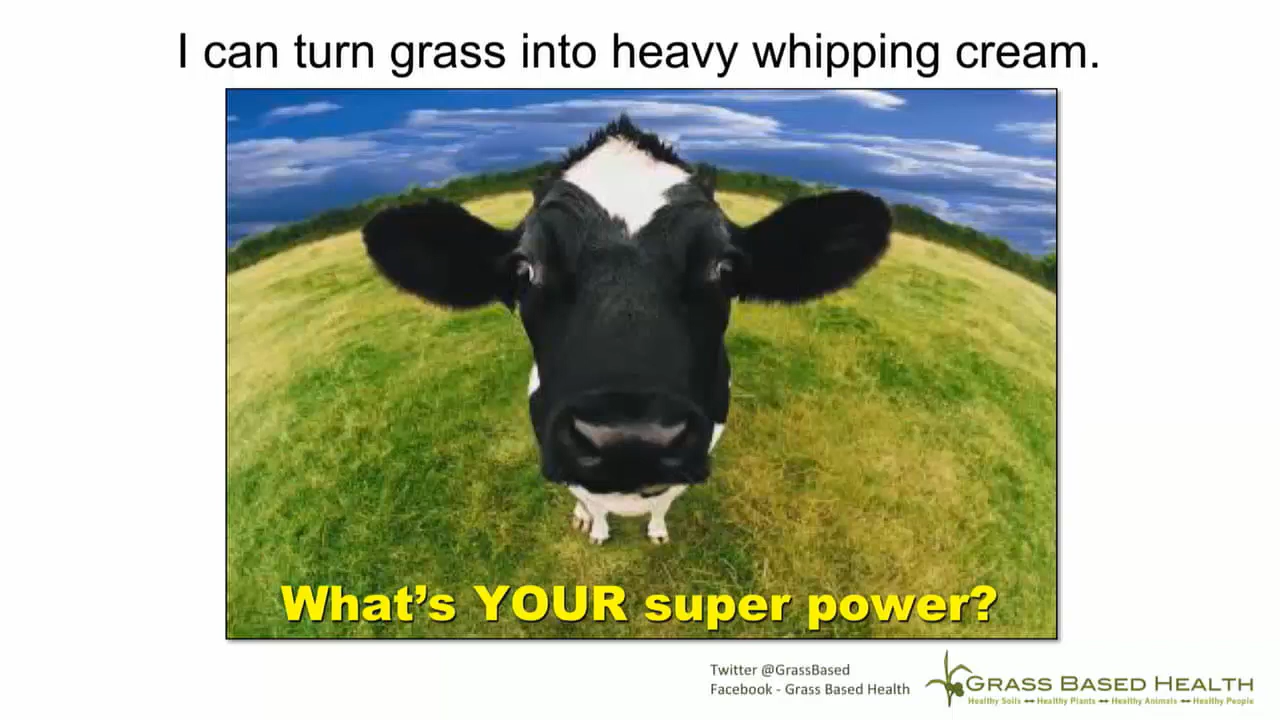 I can turn grass into heavy whipping cream.
What's YOUR super power?
Twitter @GrassBased
Facebook - Grass Based Health
GRASS BASED HEALTH
Healthy Soils ↔ Healthy Plants ↔ Healthy Animals ↔ Healthy People